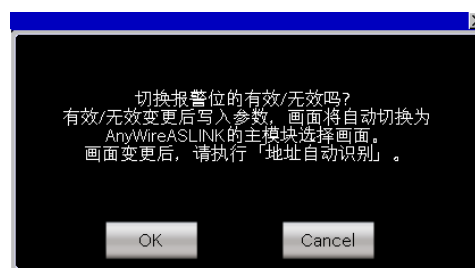 切换报警位的有效/无效吗?
有效/无效变更后写入参数, 画面将自动切换为
AnyWireASLINK的主模块选择画面。
画面变更后, 请执行「地址自动识别」。
OK
Cancel